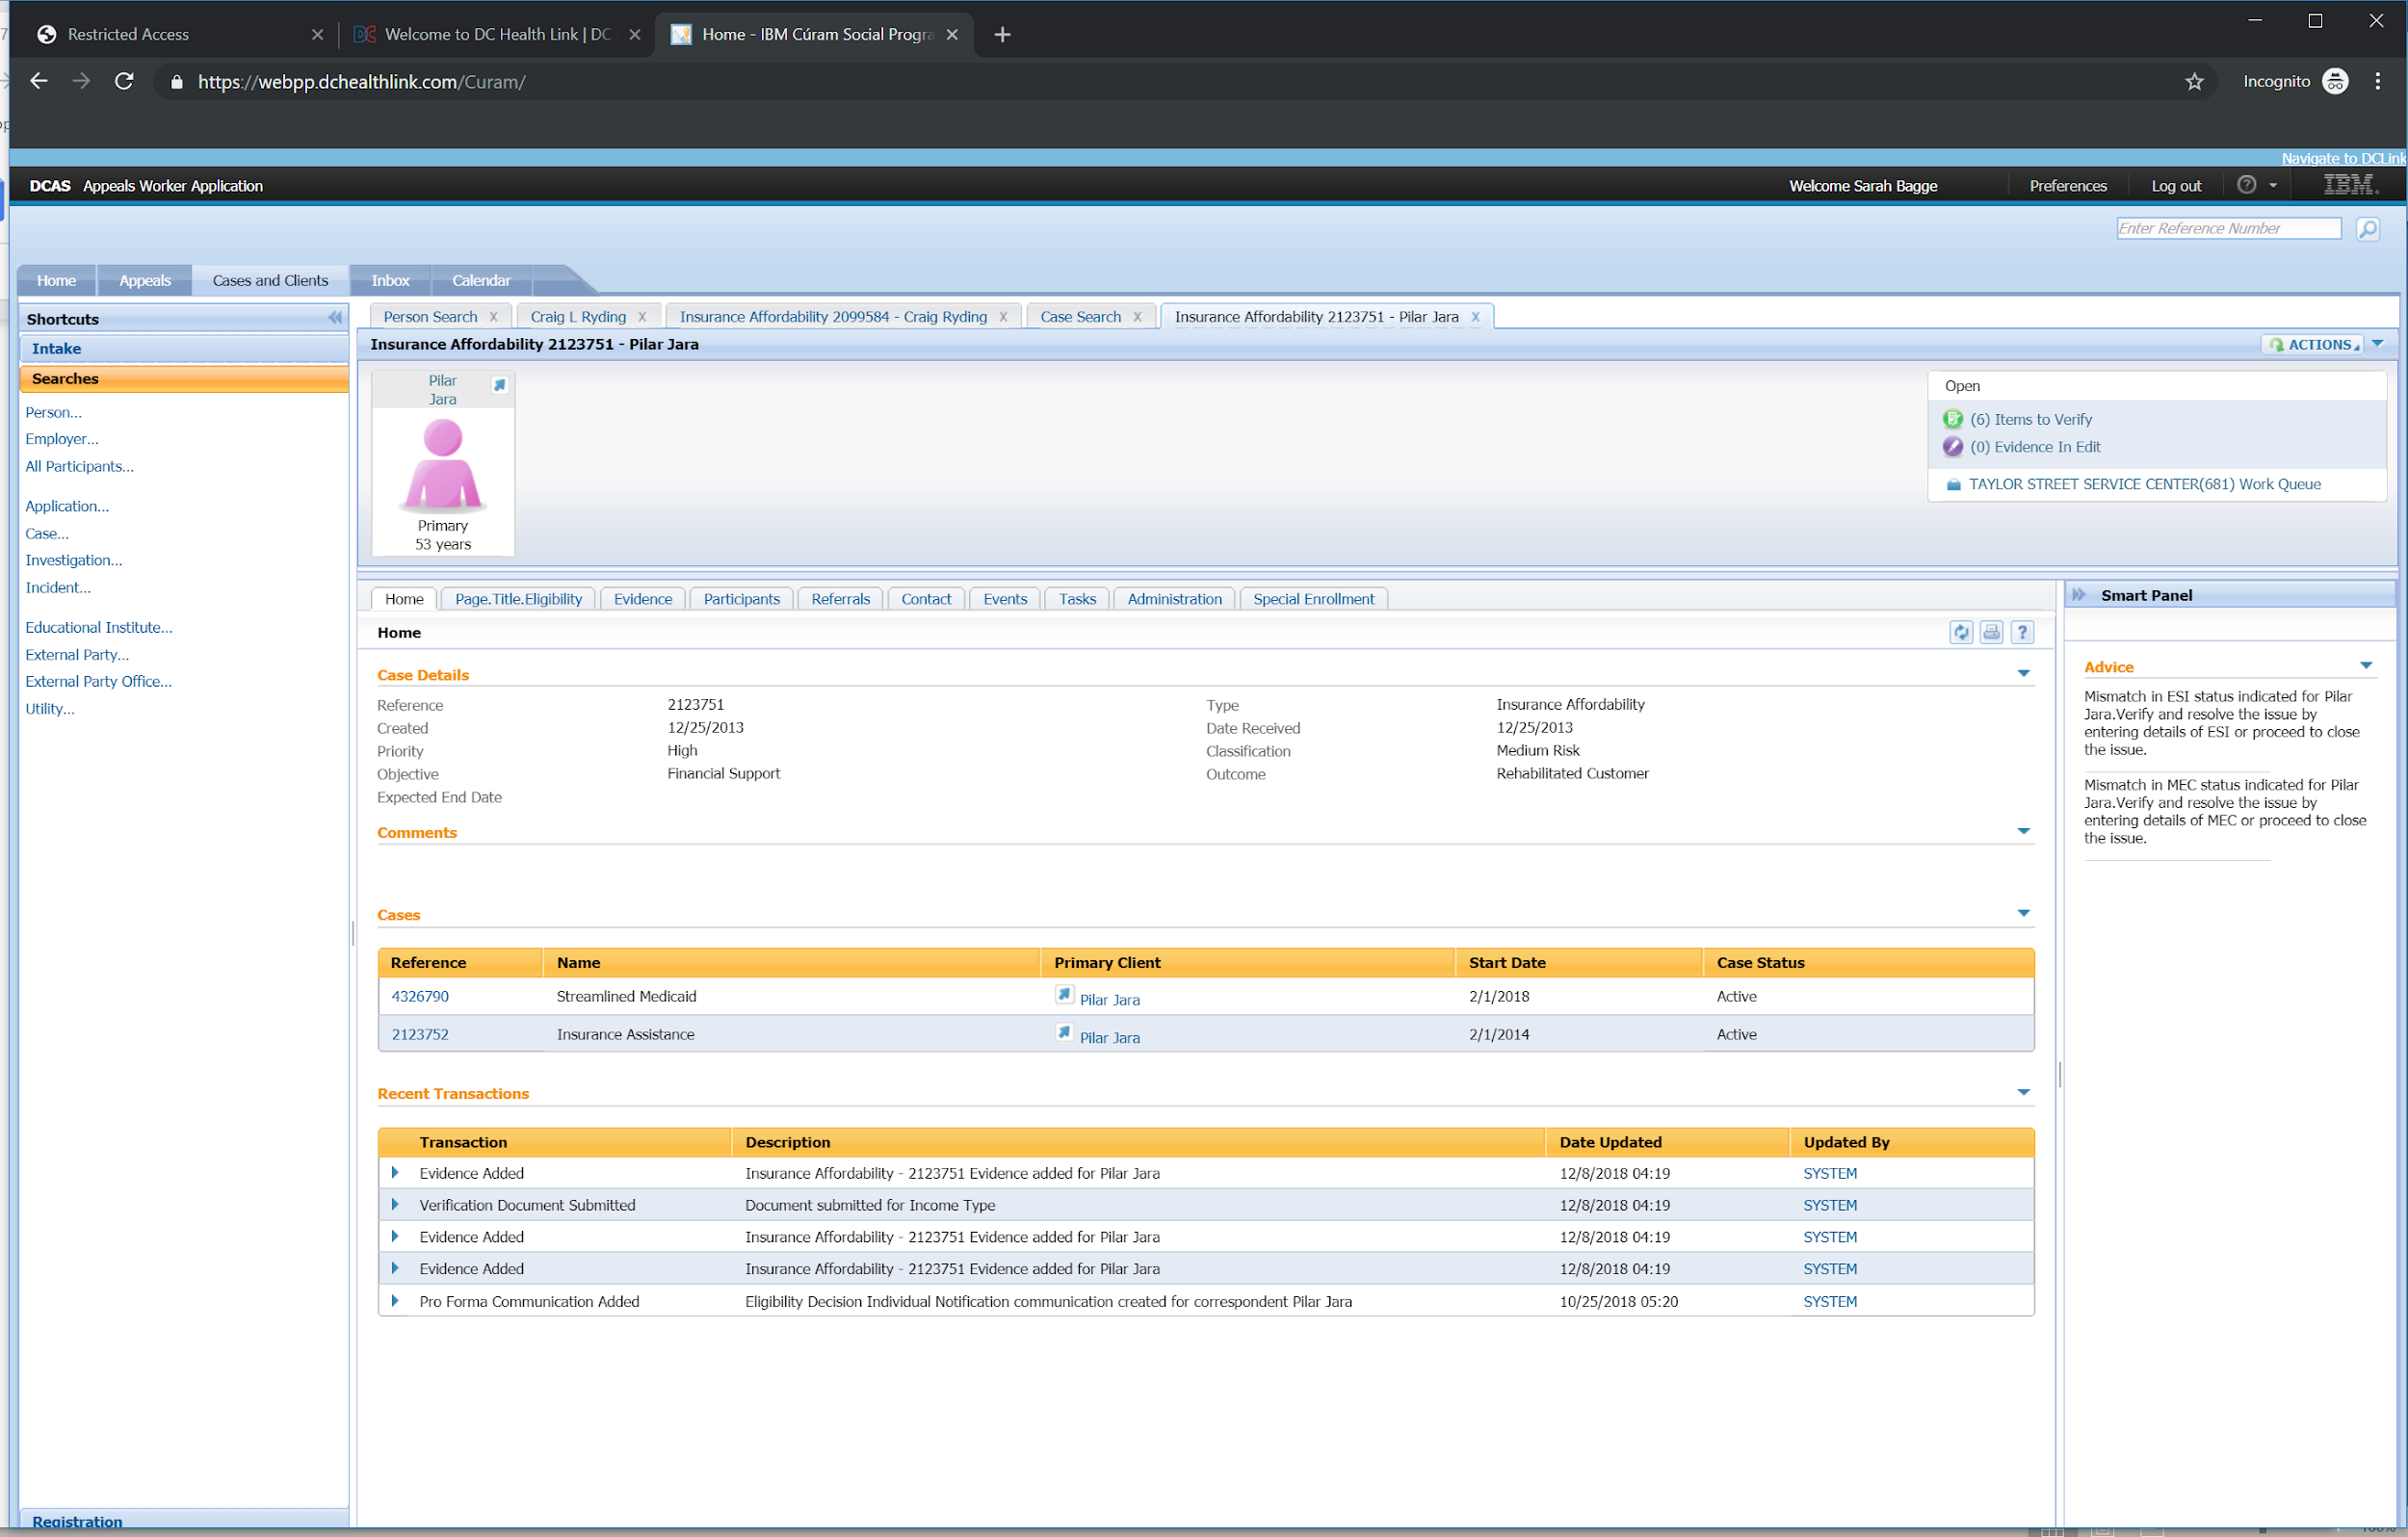 Restricted Access
Welcome to DC Health Link | DC
Home - IBM Cúram Social Progra
https://webpp.dchealthlink.com/Curam/
Incognito
Navigate to DCLink
DCAS Appeals Worker Application
Welcome Sarah Bagge
Preferences
Log out
IBM.
Enter Reference Number
Home
Appeals
Cases and Clients
Inbox
Calendar
Shortcuts
Intake
Searches
Person...
Employer...
All Participants...
Application...
Case...
Investigation...
Incident...
Educational Institute...
External Party...
External Party Office...
Utility...
Registration
Person Search x
Craig L Ryding x
Insurance Affordability 2099584 - Craig Ryding x
Case Search x
Insurance Affordability 2123751 - Pilar Jara x
Insurance Affordability 2123751 - Pilar Jara
ACTIONS
Pilar
Jara
Primary
53 years
Open
(6) Items to Verify
(0) Evidence In Edit
TAYLOR STREET SERVICE CENTER(681) Work Queue
Home
Page.Title.Eligibility
Evidence
Participants
Referrals
Contact
Events
Tasks
Administration
Special Enrollment
Home
?
Case Details
Reference 2123751 Type Insurance Affordability
Created 12/25/2013 Date Received 12/25/2013
Priority High Classification Medium Risk
Objective Financial Support Outcome Rehabilitated Customer
Expected End Date
Comments
Cases
Reference Name Primary Client Start Date Case Status
4326790 Streamlined Medicaid Pilar Jara 2/1/2018 Active
2123752 Insurance Assistance Pilar Jara 2/1/2014 Active
Recent Transactions
Transaction Description Date Updated Updated By
Evidence Added Insurance Affordability - 2123751 Evidence added for Pilar Jara 12/8/2018 04:19 SYSTEM
Verification Document Submitted Document submitted for Income Type 12/8/2018 04:19 SYSTEM
Evidence Added Insurance Affordability - 2123751 Evidence added for Pilar Jara 12/8/2018 04:19 SYSTEM
Evidence Added Insurance Affordability - 2123751 Evidence added for Pilar Jara 12/8/2018 04:19 SYSTEM
Pro Forma Communication Added Eligibility Decision Individual Notification communication created for correspondent Pilar Jara 10/25/2018 05:20 SYSTEM
Smart Panel
Advice
Mismatch in ESI status indicated for Pilar
Jara.Verify and resolve the issue by
entering details of ESI or proceed to close
the issue.
Mismatch in MEC status indicated for Pilar
Jara.Verify and resolve the issue by
entering details of MEC or proceed to close
the issue.